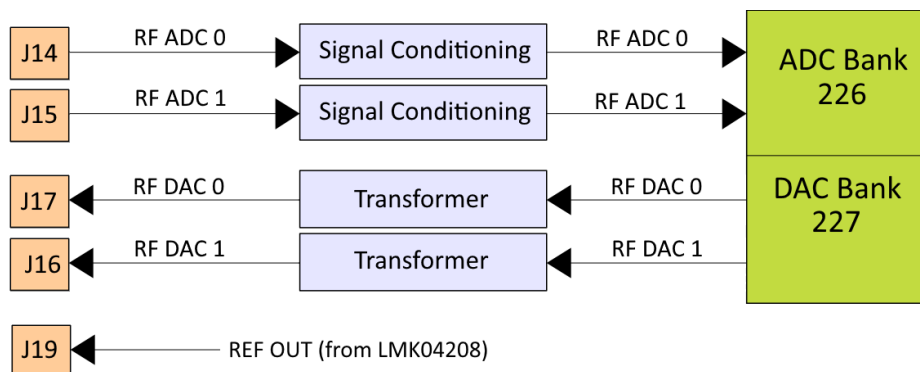 J14
RF ADC 0
Signal Conditioning
RF ADC 0
ADC Bank
226
J15
RF ADC 1
Signal Conditioning
RF ADC 1
J17
RF DAC 0
Transformer
RF DAC 0
DAC Bank
227
J16
RF DAC 1
Transformer
RF DAC 1
J19
REF OUT (from LMK04208)